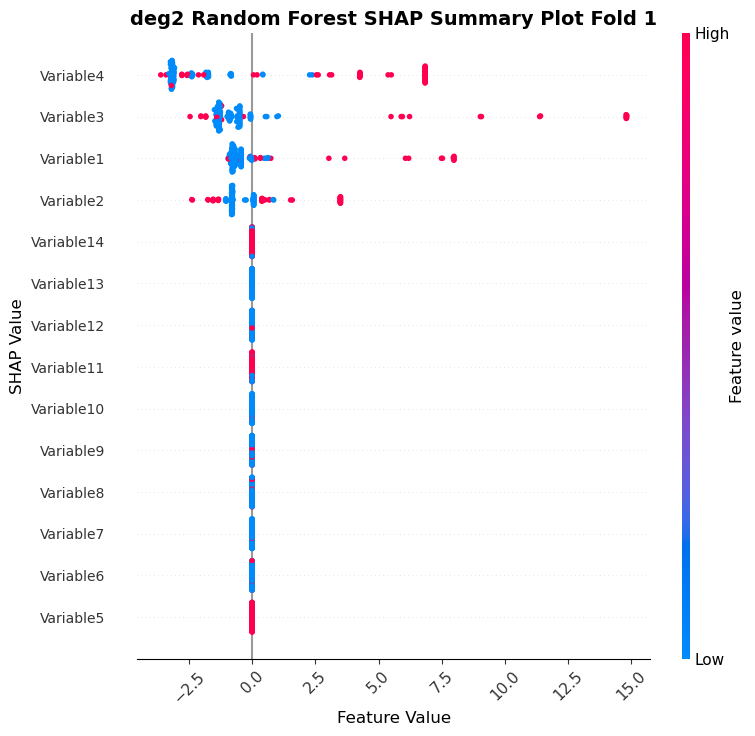 deg2 Random Forest SHAP Summary Plot Fold 1
High
Variable4
Variable3
Variable1
Variable2
Variable14
Variable13
Variable12
Variable11
Variable10
Variable9
Variable8
Variable7
Variable6
Variable5
SHAP Value
Feature value
Low
−2.5 0.0 2.5 5.0 7.5 10.0 12.5 15.0
Feature Value